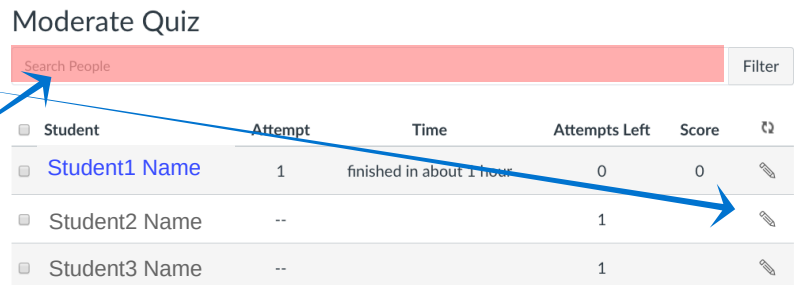 Moderate Quiz
Search People Filter
Student Attempt Time Attempts Left Score
Student1 Name 1 finished in about 1 hour 0 0
Student2 Name -- 1
Student3 Name -- 1